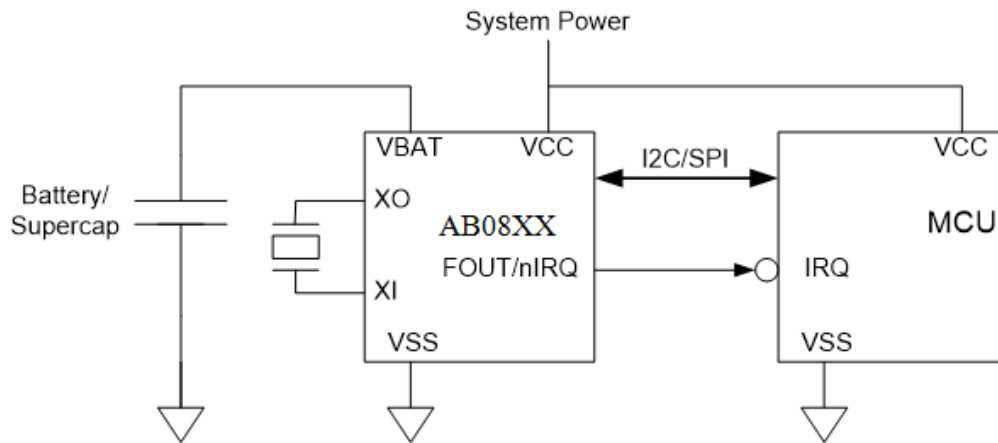 System Power
VBAT
VCC
Battery/
Supercap
XO
XI
AB08XX
FOUT/nIRQ
VSS
I2C/SPI
VCC
MCU
IRQ
VSS